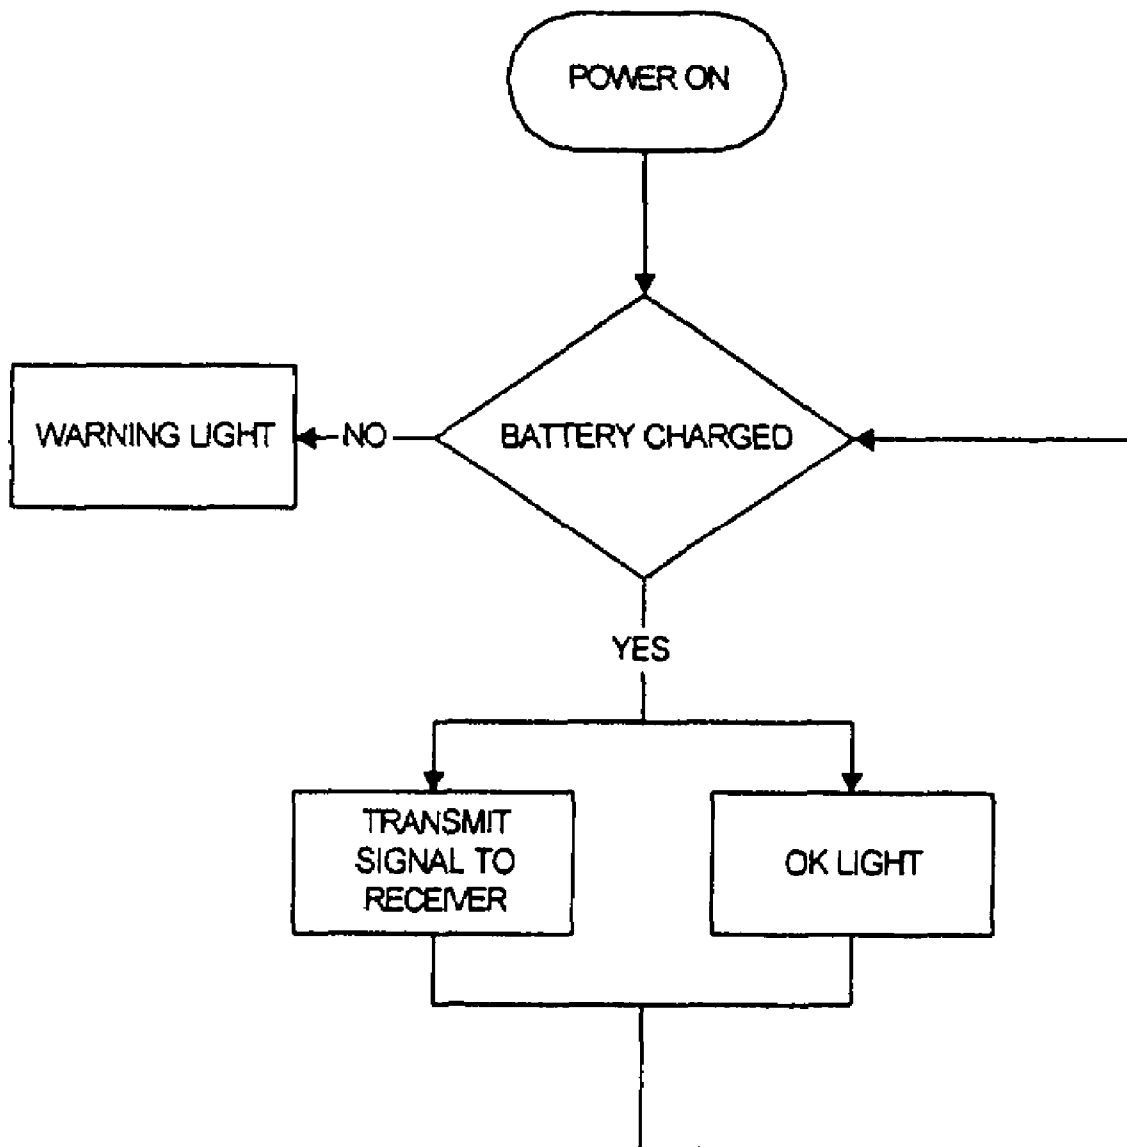 POWER ON
WARNING LIGHT
NO
BATTERY CHARGED
YES
TRANSMIT
SIGNAL TO
RECEIVER
OK LIGHT